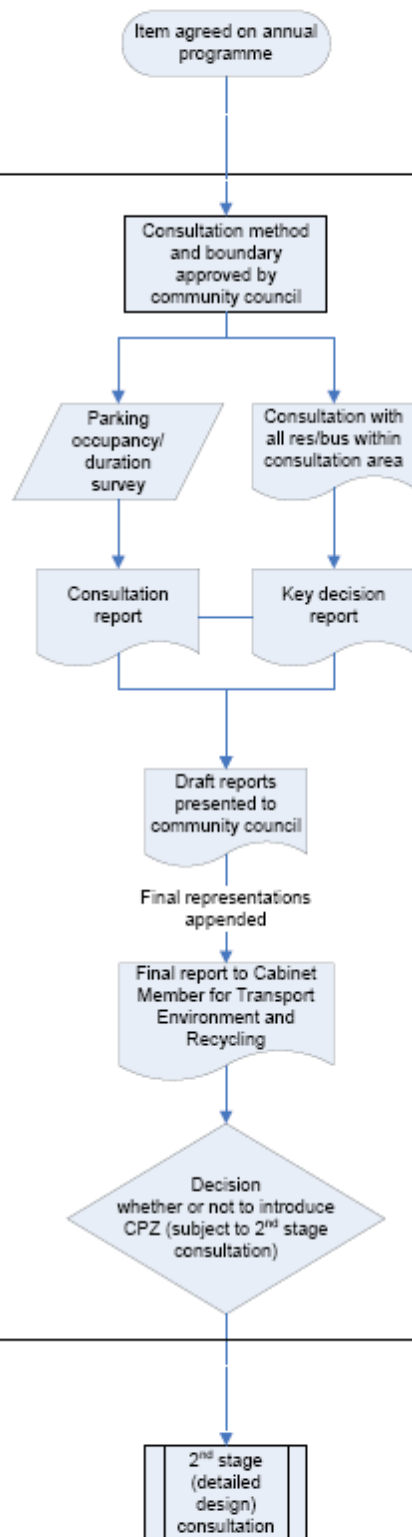 Item agreed on annual
programme
Consultation method
and boundary
approved by
community council
Parking
occupancy/
duration
survey
Consultation with
all res/bus within
consultation area
Consultation
report
Key decision
report
Draft reports
presented to
community council
Final representations
appended
Final report to Cabinet
Member for Transport
Environment and
Recycling
Decision
whether or not to introduce
CPZ (subject to 2nd stage
consultation)
2nd stage
(detailed
design)
consultation